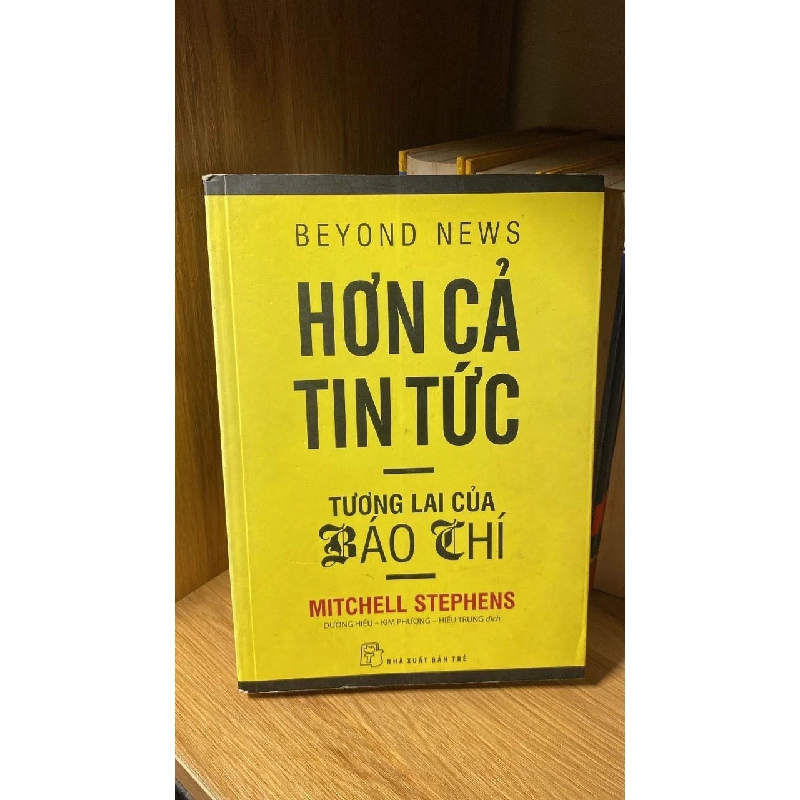 BEYOND NEWS
HƠN CẢ
TIN TỨC
TƯƠNG LAI CỦA
BÁO CHÍ
MITCHELL STEPHENS
DƯƠNG HIẾU – KIM PHƯỢNG – HIẾU TRUNG dịch
NHÀ XUẤT BẢN TRẺ